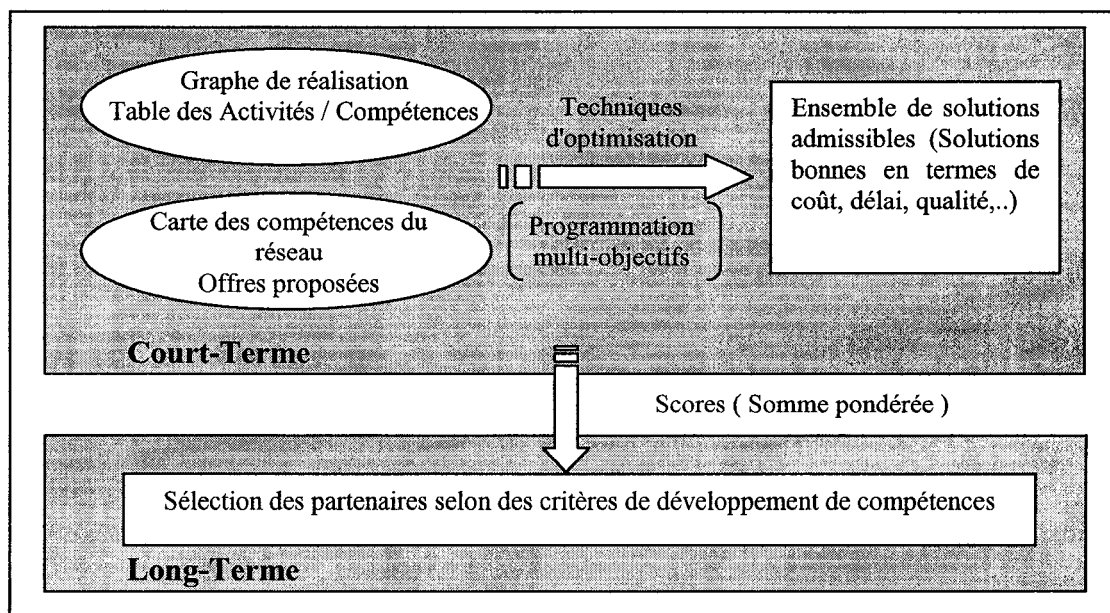 Graphe de réalisation
Table des Activités / Compétences
Techniques
d'optimisation
Ensemble de solutions
admissibles (Solutions
bonnes en termes de
coût, délai, qualité,..)
Carte des compétences du
réseau
Offres proposées
Programmation
multi-objectifs
Court-Terme
Scores ( Somme pondérée )
Sélection des partenaires selon des critères de développement de compétences
Long-Terme